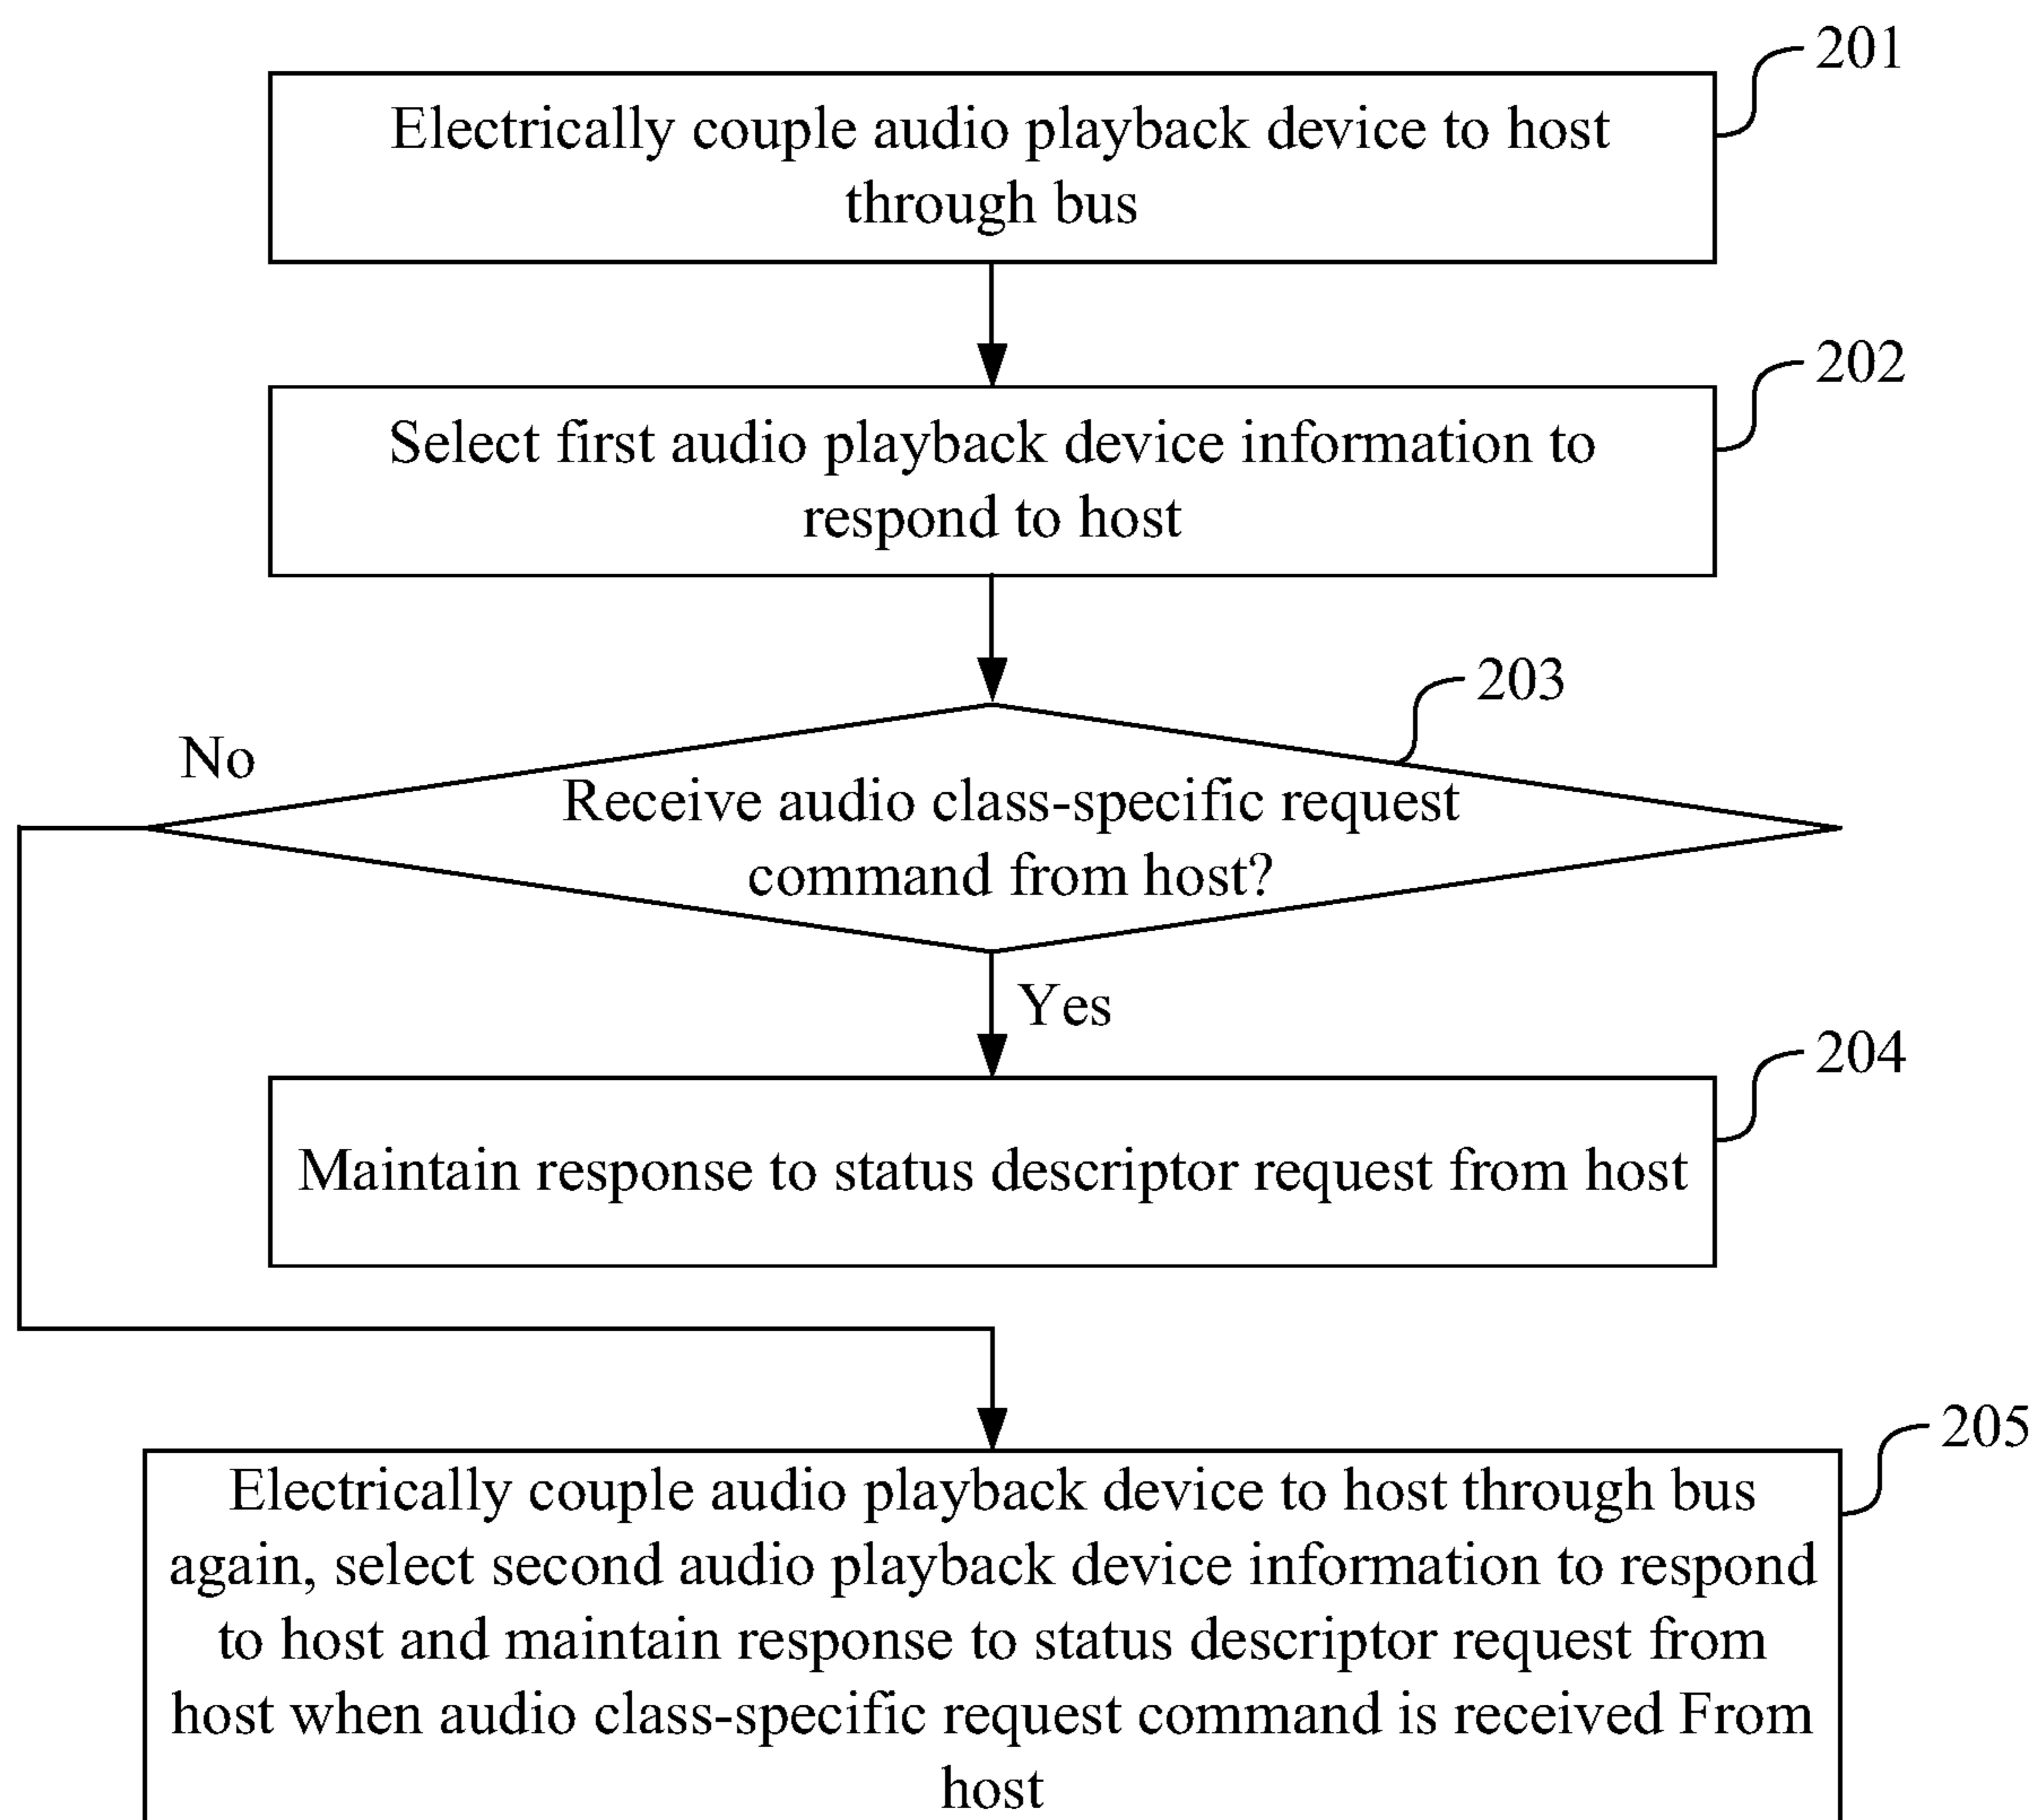 201
Electrically couple audio playback device to host
through bus
202
Select first audio playback device information to
respond to host
203
No
Receive audio class-specific request
command from host?
Yes
204
Maintain response to status descriptor request from host
205
Electrically couple audio playback device to host through bus
again, select second audio playback device information to respond
to host and maintain response to status descriptor request from
host when audio class-specific request command is received From
host